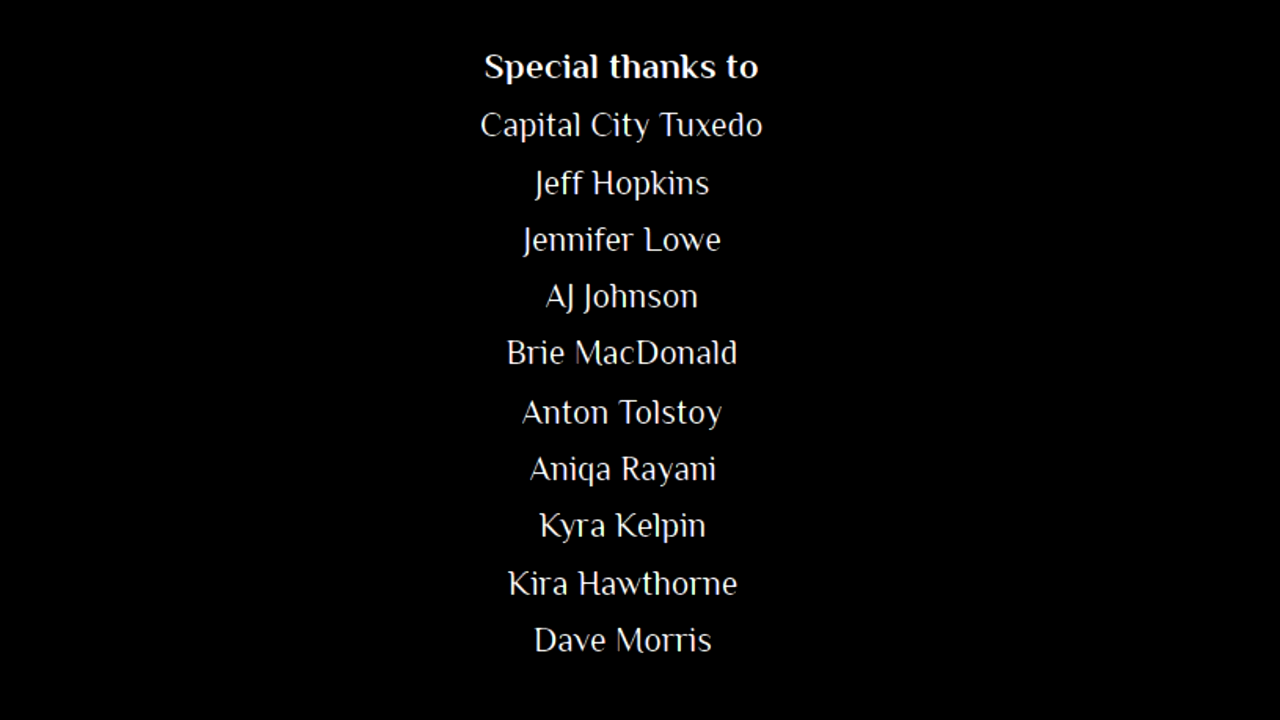 Special thanks to
Capital City Tuxedo
Jeff Hopkins
Jennifer Lowe
AJ Johnson
Brie MacDonald
Anton Tolstoy
Aniqa Rayani
Kyra Kelpin
Kira Hawthorne
Dave Morris